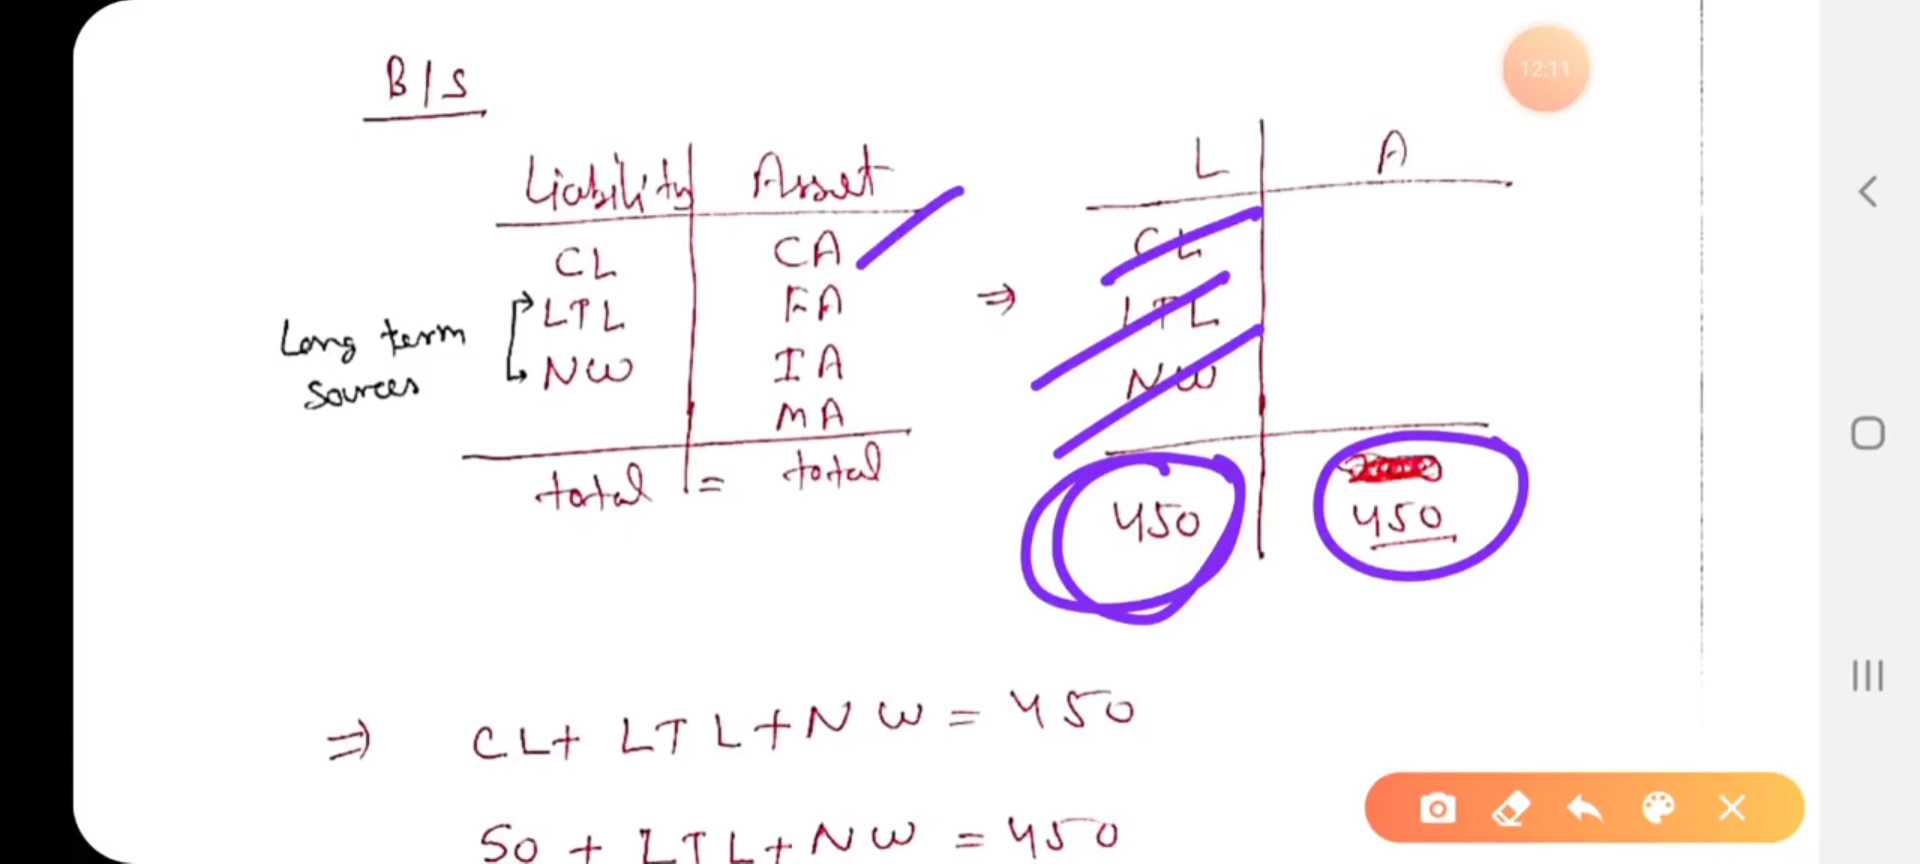 B/S
12:11
Liability Asset
CL CA
LTL FA
NW IA
MA
total = total
Long term
sources
⇒
L A
CL
LTL
NW
450 450
⇒ CL + LTL + NW = 450
50 + LTL + NW = 450